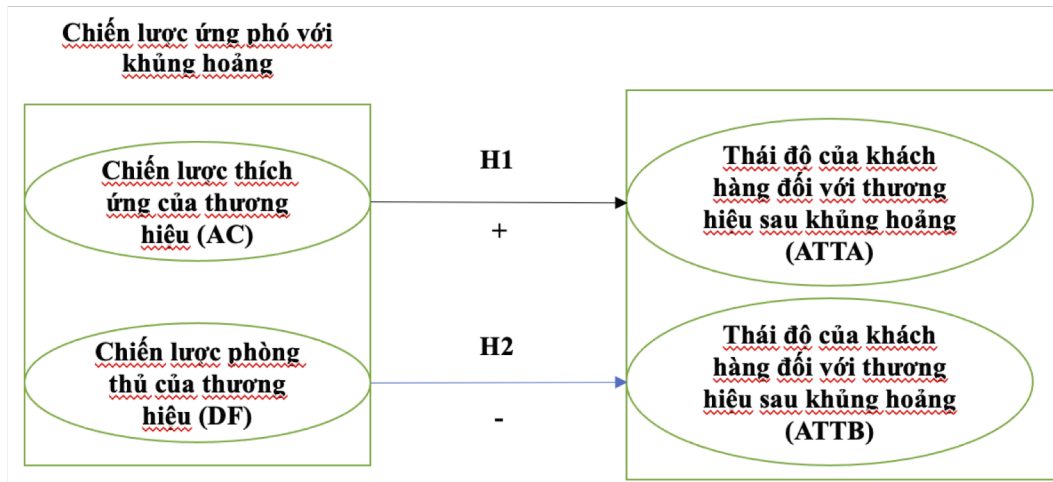 Chiến lược ứng phó với
khủng hoảng
Chiến lược thích
ứng của thương
hiệu (AC)
H1
+
Thái độ của khách
hàng đối với thương
hiệu sau khủng hoảng
(ATTA)
Chiến lược phòng
thủ của thương
hiệu (DF)
H2
-
Thái độ của khách
hàng đối với thương
hiệu sau khủng hoảng
(ATTB)